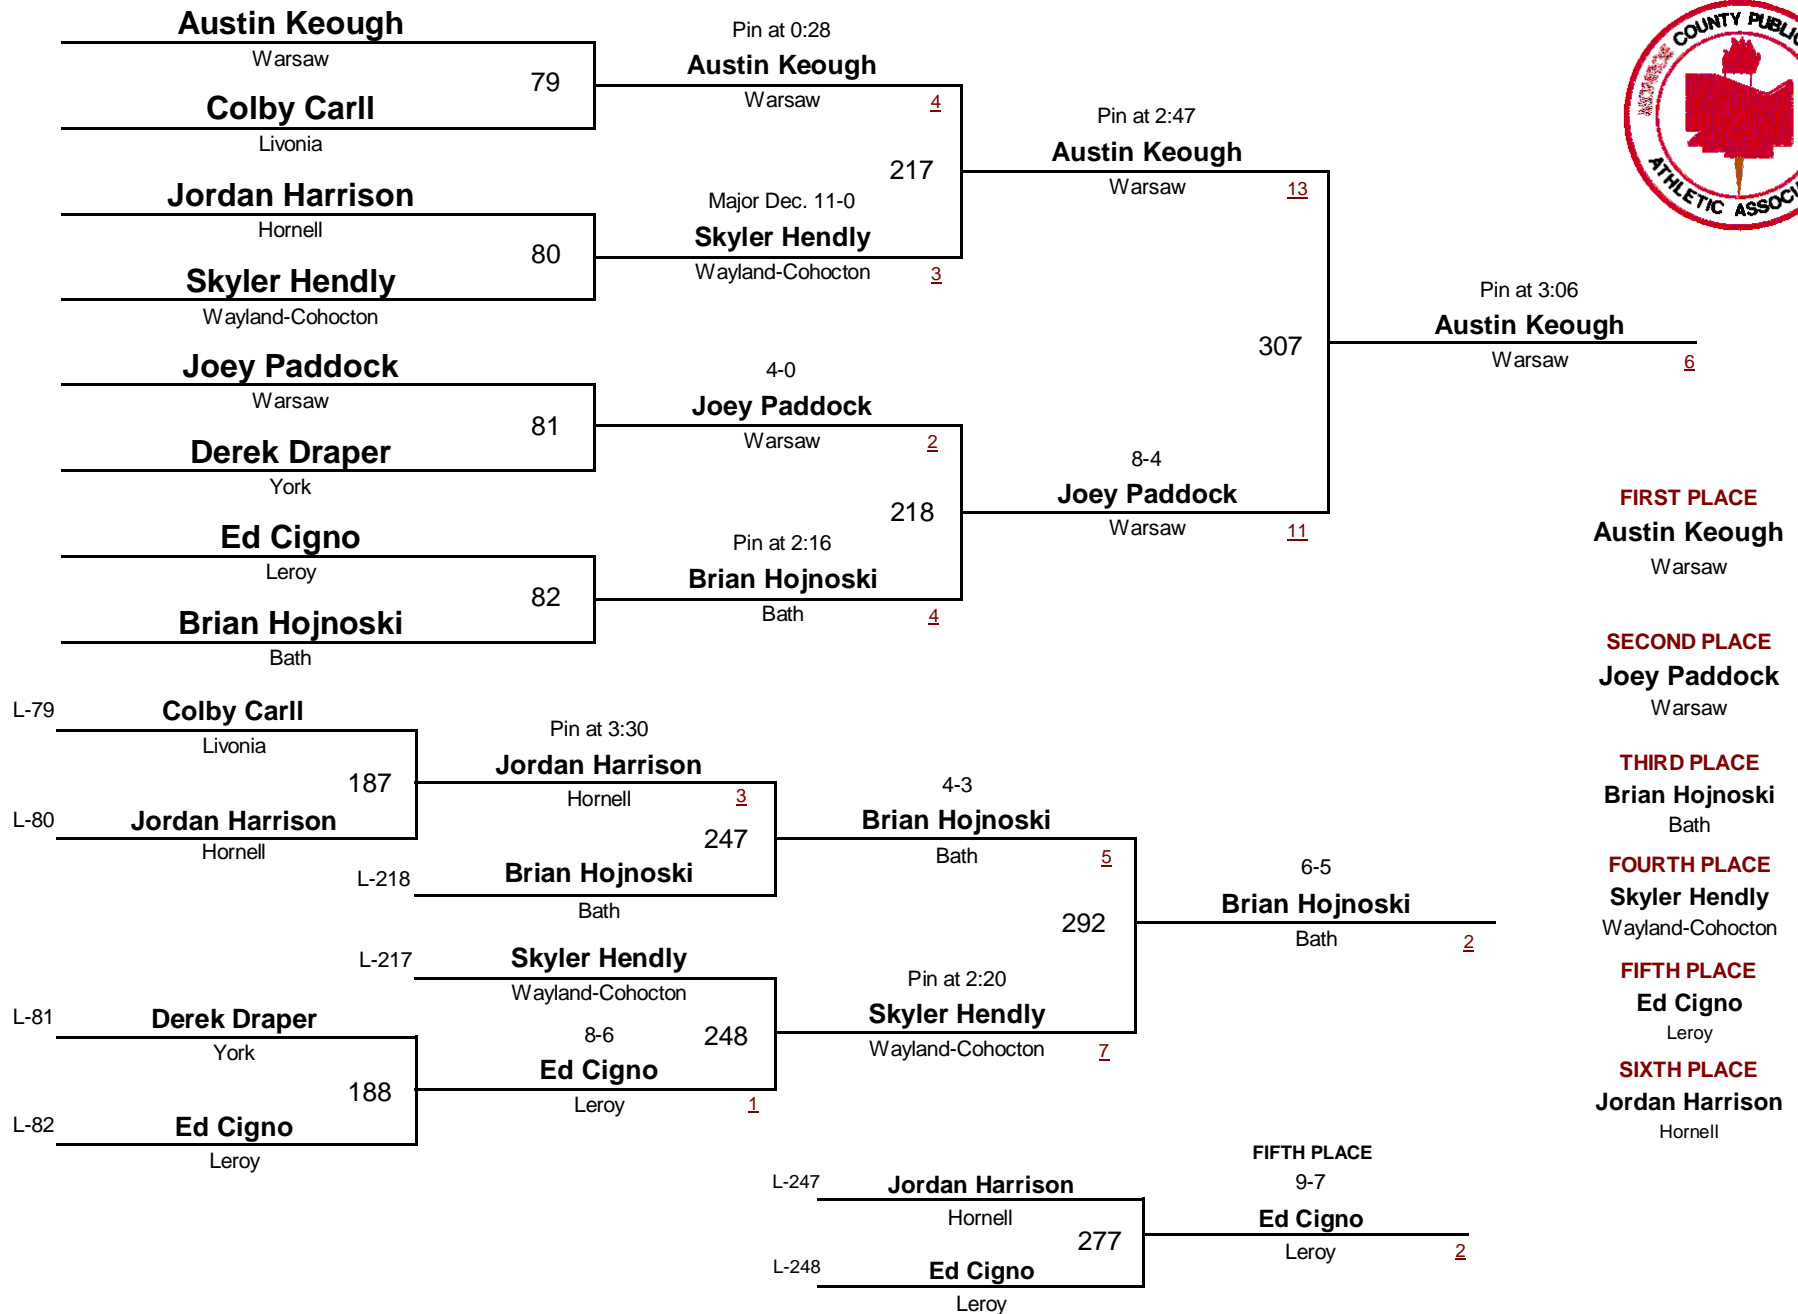 Austin Keough
Warsaw
79
Colby Carll
Livonia
Jordan Harrison
Hornell
80
Skyler Hendly
Wayland-Cohocton
Joey Paddock
Warsaw
81
Derek Draper
York
Ed Cigno
Leroy
82
Brian Hojnoski
Bath
Pin at 0:28
Austin Keough
Warsaw
4
217
Major Dec. 11-0
Skyler Hendly
Wayland-Cohocton
3
4-0
Joey Paddock
Warsaw
2
218
Pin at 2:16
Brian Hojnoski
Bath
4
Pin at 2:47
Austin Keough
Warsaw
13
307
8-4
Joey Paddock
Warsaw
11
Pin at 3:06
Austin Keough
Warsaw
6
COUNTY PUBLIC
ATHLETIC
L-79
Colby Carll
Livonia
187
L-80
Jordan Harrison
Hornell
Pin at 3:30
Jordan Harrison
Hornell
3
247
L-218
Brian Hojnoski
Bath
L-217
Skyler Hendly
Wayland-Cohocton
L-81
Derek Draper
York
188
L-82
Ed Cigno
Leroy
8-6
248
Ed Cigno
Leroy
1
4-3
Brian Hojnoski
Bath
5
292
Pin at 2:20
Skyler Hendly
Wayland-Cohocton
7
6-5
Brian Hojnoski
Bath
2
L-247
Jordan Harrison
Hornell
277
L-248
Ed Cigno
Leroy
FIFTH PLACE
9-7
Ed Cigno
Leroy
2
FIRST PLACE
Austin Keough
Warsaw
SECOND PLACE
Joey Paddock
Warsaw
THIRD PLACE
Brian Hojnoski
Bath
FOURTH PLACE
Skyler Hendly
Wayland-Cohocton
FIFTH PLACE
Ed Cigno
Leroy
SIXTH PLACE
Jordan Harrison
Hornell